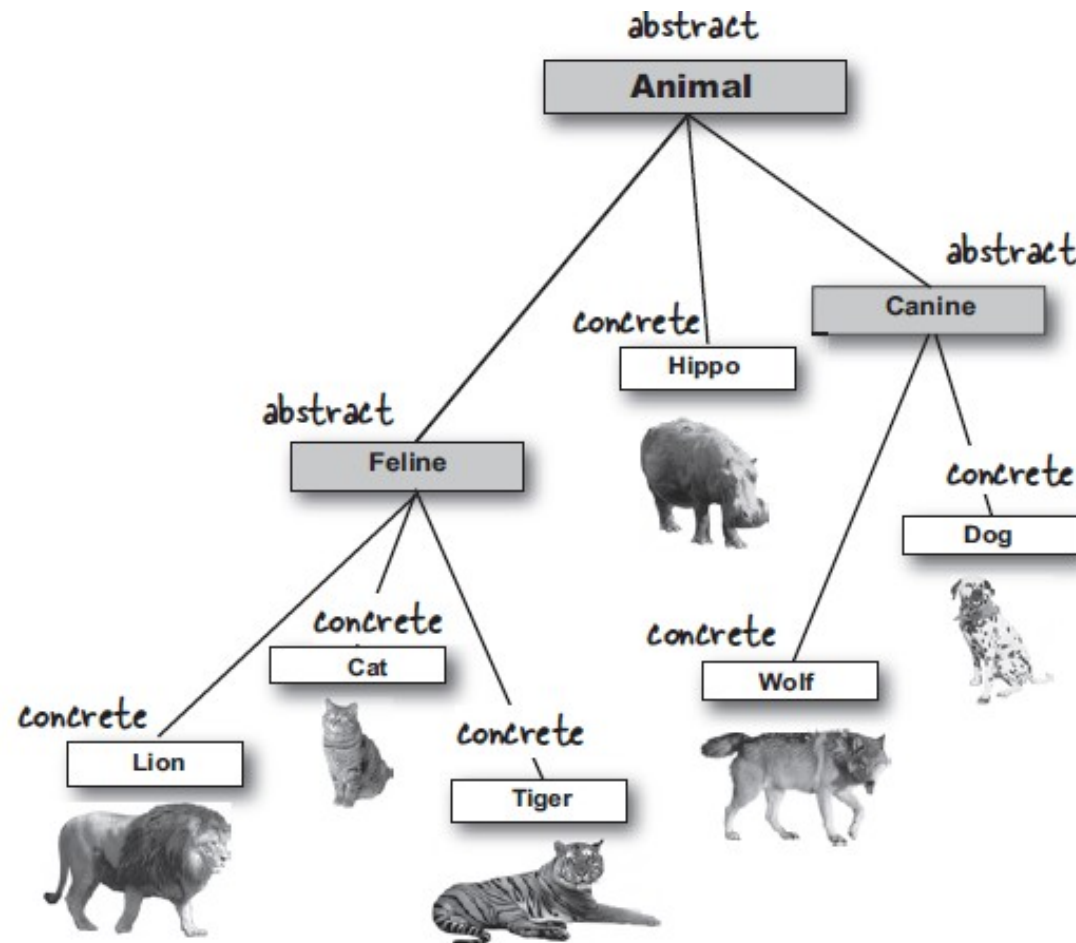 abstract
Animal
abstract
Canine
concrete
Hippo
abstract
Feline
concrete
Dog
concrete
Cat
concrete
Wolf
concrete
Lion
concrete
Tiger